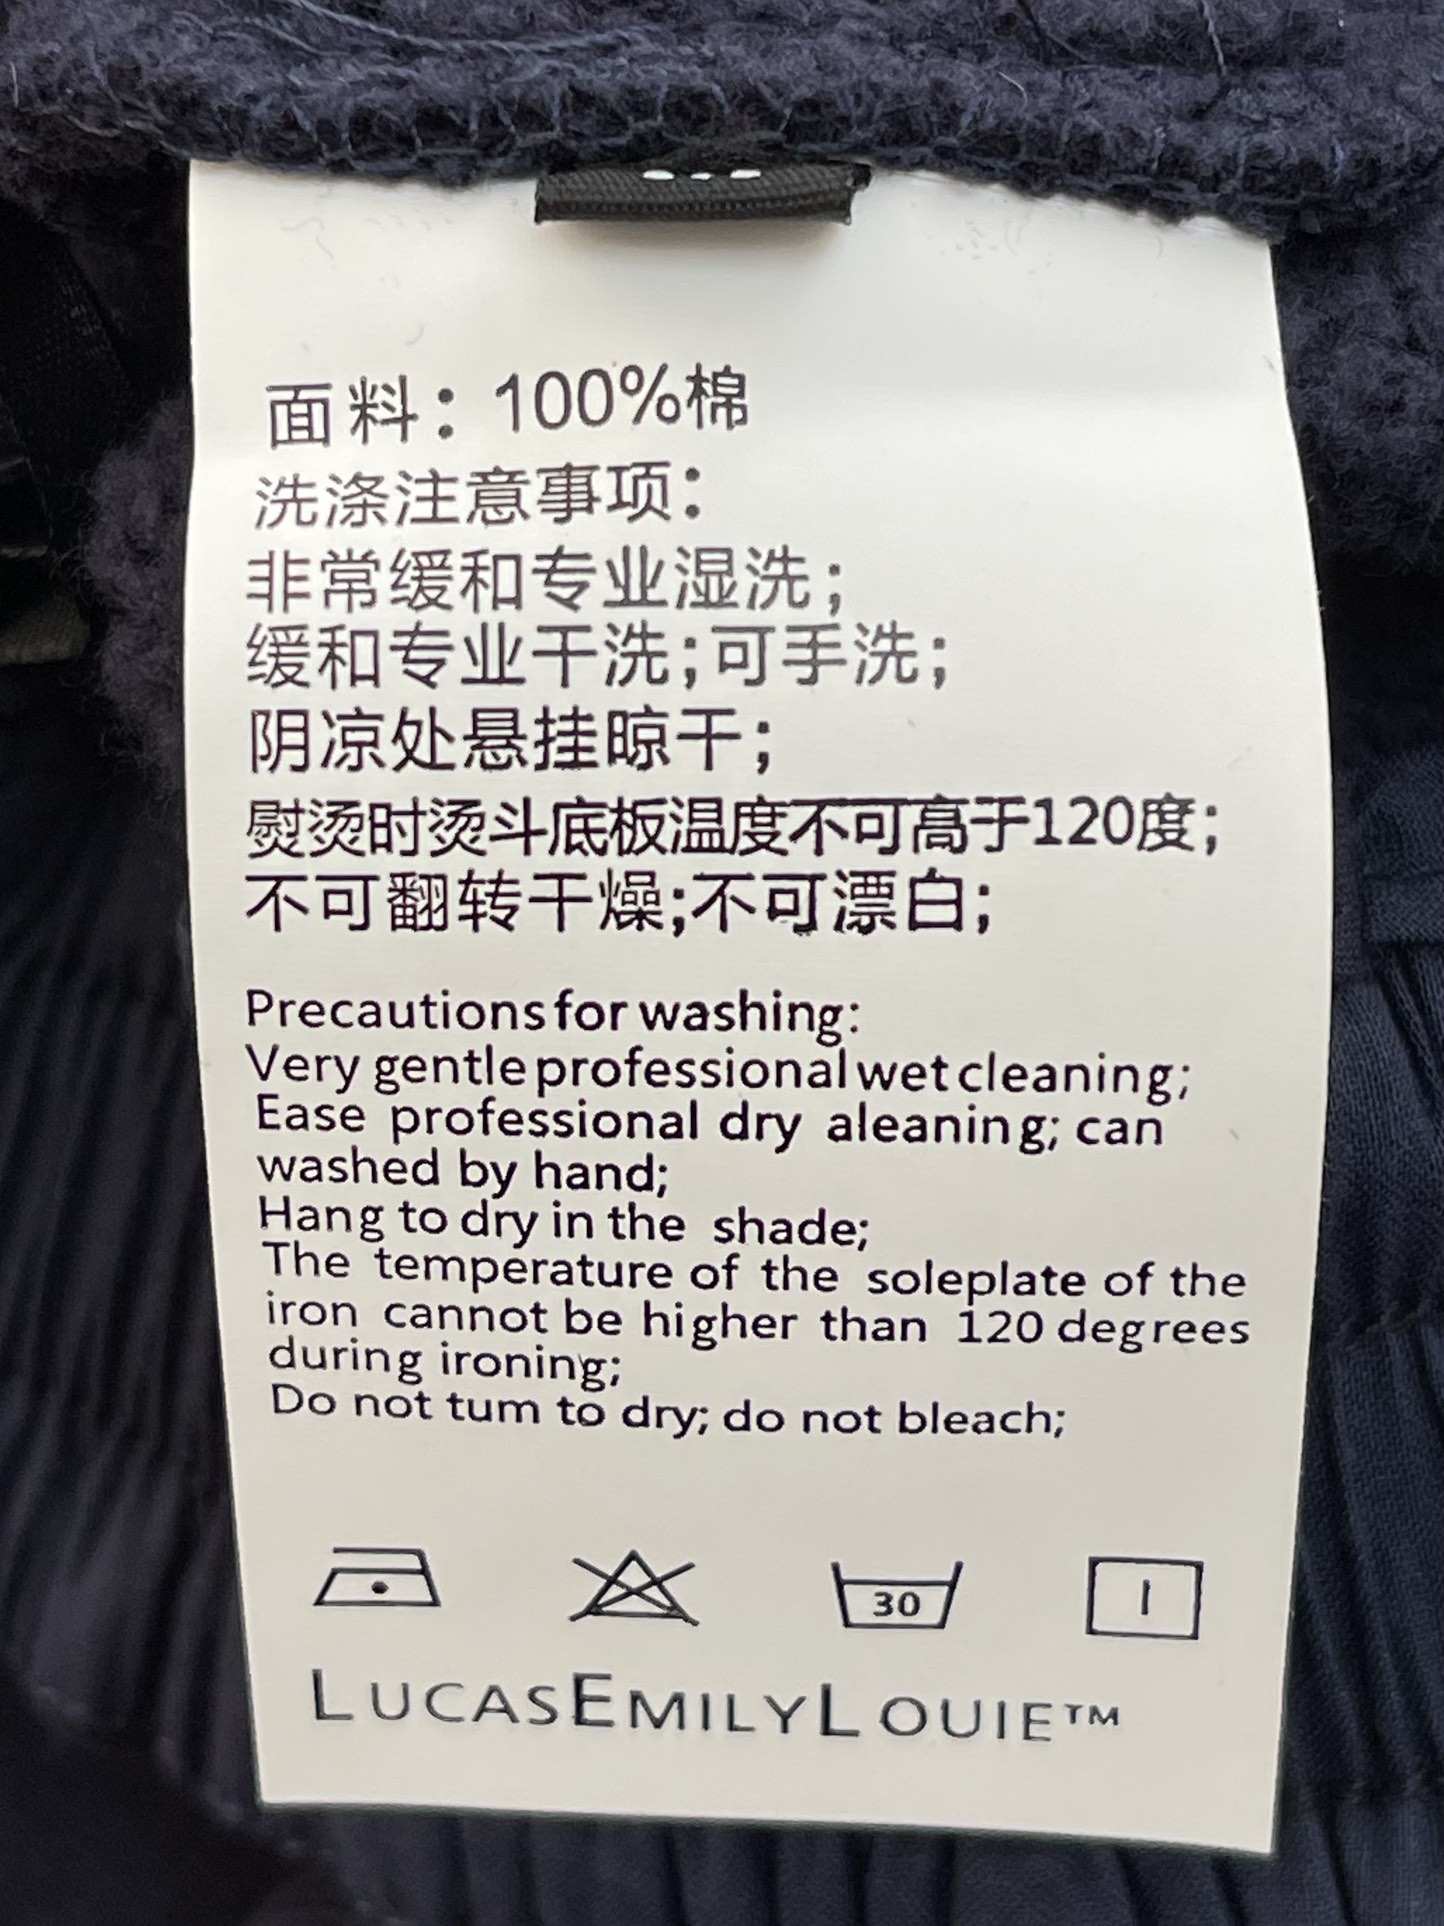 面料：100%棉
洗涤注意事项：
非常缓和专业湿洗；
缓和专业干洗；可手洗；
阴凉处悬挂晾干；
熨烫时烫斗底板温度不可高于120度；
不可翻转干燥；不可漂白；
Precautions for washing:
Very gentle professional wet cleaning;
Ease professional dry aleaning; can
washed by hand;
Hang to dry in the shade;
The temperature of the soleplate of the
iron cannot be higher than 120 degrees
during ironing;
Do not tum to dry; do not bleach;
30
LUCASEMILYLOUIE™